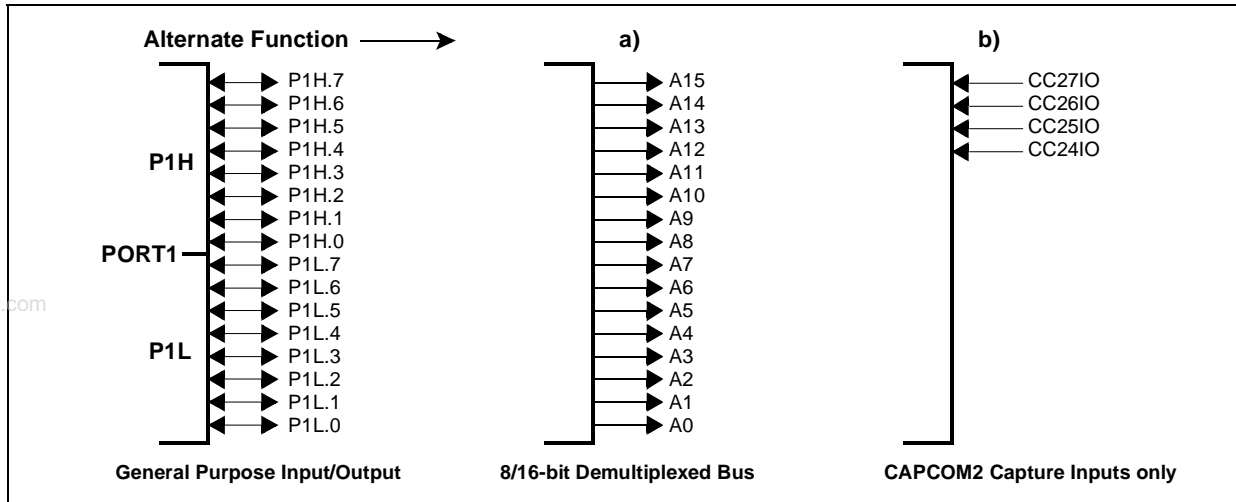 Alternate Function a) b)
P1H.7 A15 CC27IO
P1H.6 A14 CC26IO
P1H.5 A13 CC25IO
P1H.4 A12 CC24IO
P1H
P1H.3 A11
P1H.2 A10
P1H.1 A9
P1H.0 A8
PORT1
P1L.7 A7
P1L.6 A6
.com
P1L.5 A5
P1L.4 A4
P1L
P1L.3 A3
P1L.2 A2
P1L.1 A1
P1L.0 A0
General Purpose Input/Output 8/16-bit Demultiplexed Bus CAPCOM2 Capture Inputs only